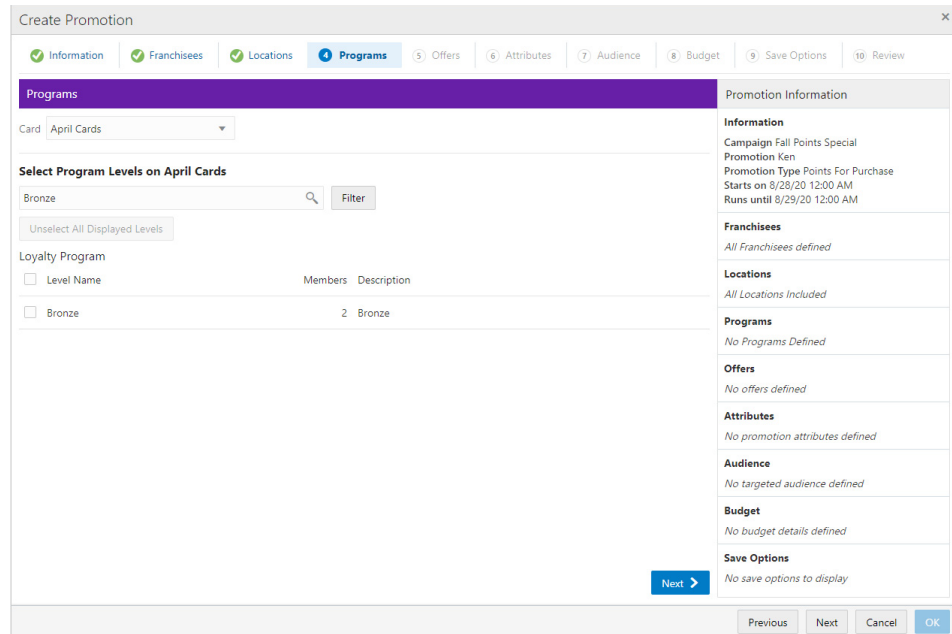 Create Promotion
×
Information
Franchisees
Locations
4 Programs
5 Offers
6 Attributes
7 Audience
8 Budget
9 Save Options
10 Review
Programs
Card April Cards
Select Program Levels on April Cards
Bronze
Filter
Unselect All Displayed Levels
Loyalty Program
Level Name Members Description
Bronze 2 Bronze
Next
Promotion Information
Information
Campaign Fall Points Special
Promotion Ken
Promotion Type Points For Purchase
Starts on 8/28/20 12:00 AM
Runs until 8/29/20 12:00 AM
Franchisees
All Franchisees defined
Locations
All Locations Included
Programs
No Programs Defined
Offers
No offers defined
Attributes
No promotion attributes defined
Audience
No targeted audience defined
Budget
No budget details defined
Save Options
No save options to display
Previous
Next
Cancel
OK